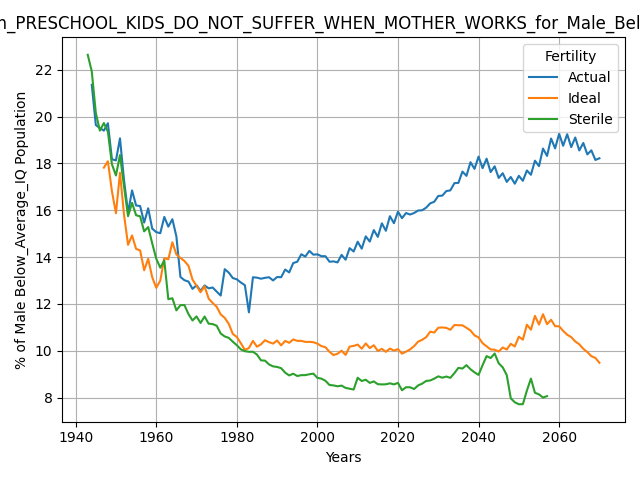 PRESCHOOL_KIDS_DO_NOT_SUFFER_WHEN_MOTHER_WORKS_for_Male_Bel
Fertility
Actual
Ideal
Sterile
% of Male Below_Average_IQ Population
22
20
18
16
14
12
10
8
1940 1960 1980 2000 2020 2040 2060
Years